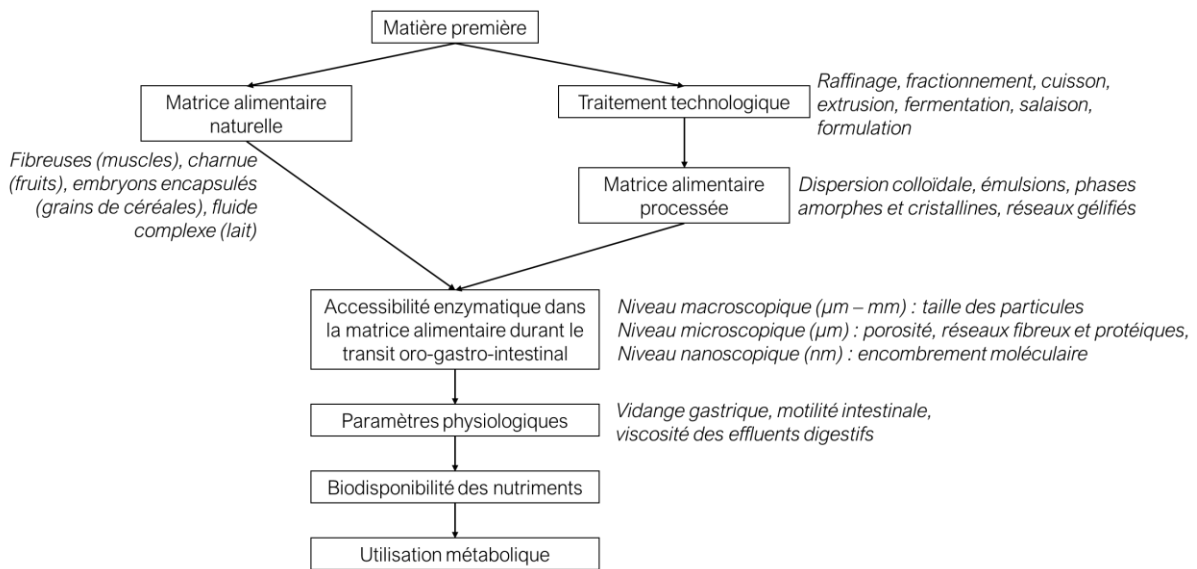 Matière première
Matrice alimentaire
naturelle
Fibreuses (muscles), charnue
(fruits), embryons encapsulés
(grains de céréales), fluide
complexe (lait)
Traitement technologique
Raffinage, fractionnement, cuisson,
extrusion, fermentation, salaison,
formulation
Matrice alimentaire
processée
Dispersion colloïdale, émulsions, phases
amorphes et cristallines, réseaux gélifiés
Accessibilité enzymatique dans
la matrice alimentaire durant le
transit oro-gastro-intestinal
Niveau macroscopique (µm – mm) : taille des particules
Niveau microscopique (µm) : porosité, réseaux fibreux et protéiques,
Niveau nanoscopique (nm) : encombrement moléculaire
Paramètres physiologiques
Vidange gastrique, motilité intestinale,
viscosité des effluents digestifs
Biodisponibilité des nutriments
Utilisation métabolique